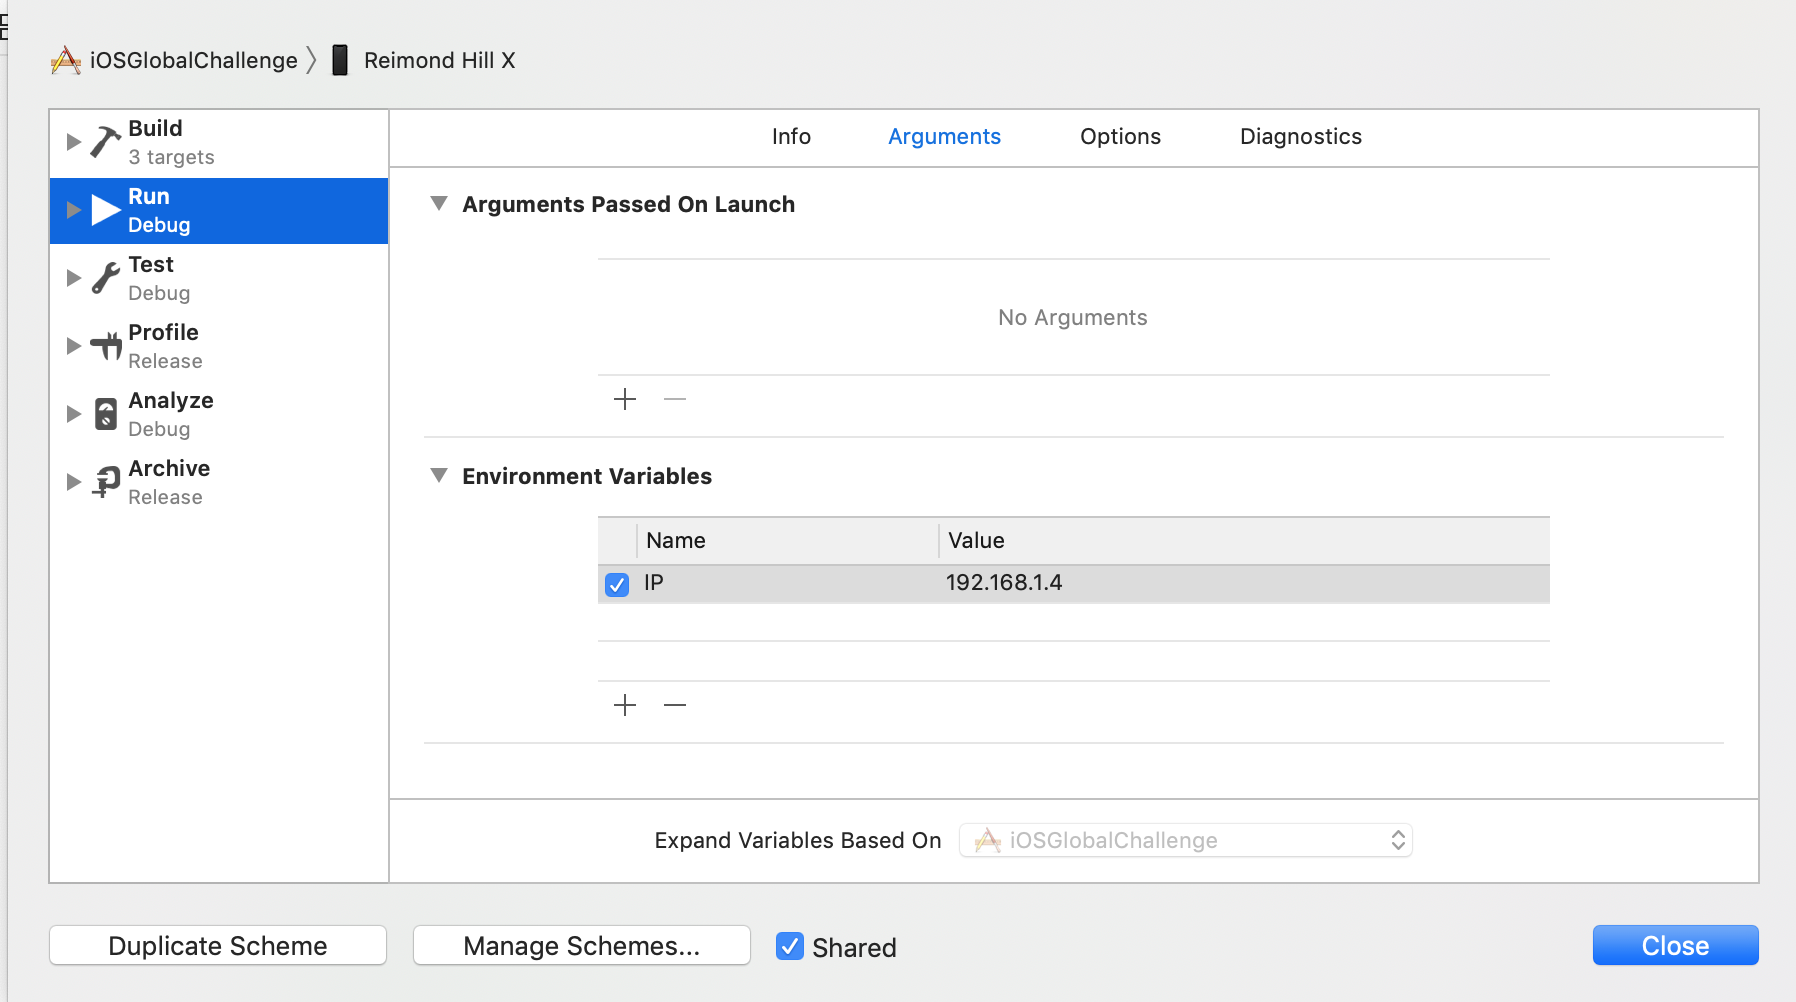 iOSGlobalChallenge 〉 Reimond Hill X
Build
3 targets
Run
Debug
Test
Debug
Profile
Release
Analyze
Debug
Archive
Release
Info Arguments Options Diagnostics
Arguments Passed On Launch
No Arguments
Environment Variables
Name Value
IP 192.168.1.4
Expand Variables Based On iOSGlobalChallenge
Duplicate Scheme Manage Schemes... Shared Close